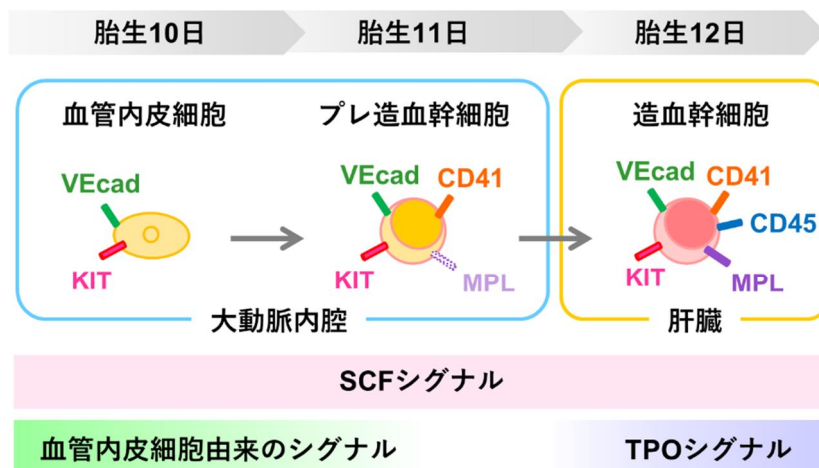 胎生10日
胎生11日
胎生12日
血管内皮細胞
プレ造血幹細胞
造血幹細胞
VEcad
KIT
VEcad
CD41
KIT
MPL
VEcad
CD41
CD45
KIT
MPL
大動脈内腔
肝臓
SCFシグナル
血管内皮細胞由来のシグナル
TPOシグナル